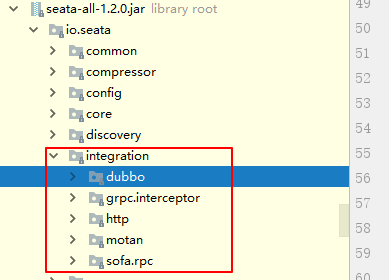 seata-all-1.2.0.jar library root
io.seata
common
compressor
config
core
discovery
integration
dubbo
grpc.interceptor
http
motan
sofa.rpc
49
50
51
52
53
54
55
56
57
58
59
60